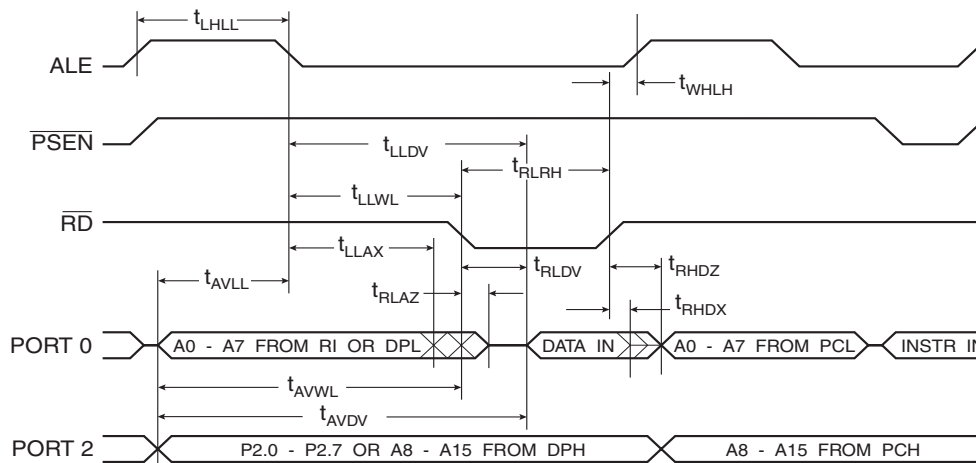 tLHLL
ALE
tWHLH
PSEN
tLLDV
tRLRH
tLLWL
RD
tLLAX
tRLDV
tRHDZ
tAVLL
tRLAZ
tRHDX
PORT 0
A0 - A7 FROM RI OR DPL
DATA IN
A0 - A7 FROM PCL
INSTR IN
tAVWL
tAVDV
PORT 2
P2.0 - P2.7 OR A8 - A15 FROM DPH
A8 - A15 FROM PCH